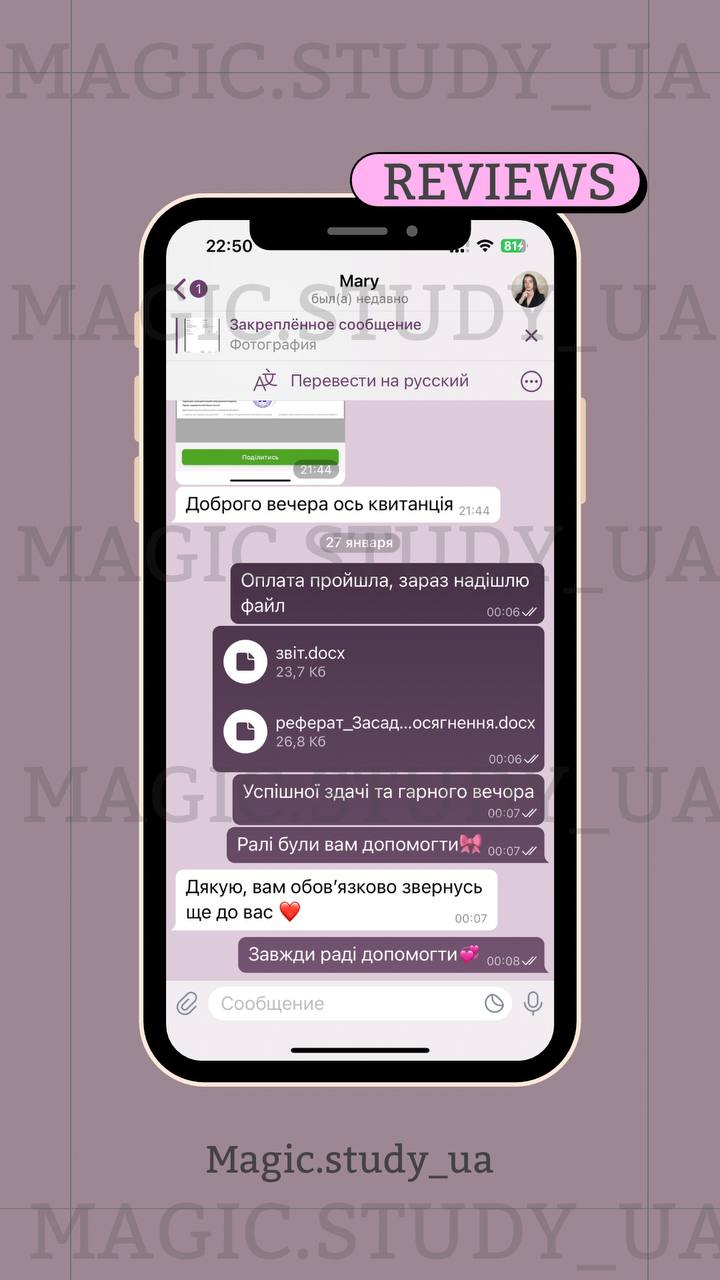 MAGIC.STUDY_UA
REVIEWS
22:50
81
1
Mary
был(а) недавно
MAGIC.STUDY_UA
Закреплённое сообщение
Фотография
Перевести на русский
Поділитись
21:44
Доброго вечера ось квитанція 21:44
27 января
MAGIC.STUDY_UA
Оплата пройшла, зараз надішлю
файл 00:06
звіт.docx
23,7 Кб
реферат_Засад...осягнення.docx
26,8 Кб
00:06
MAGIC.STUDY_UA
Успішної здачі та гарного вечора
00:07
Ралі були вам допомогти🎀 00:07
Дякую, вам обов’язково звернусь
ще до вас ❤️ 00:07
Завжди раді допомогти💞 00:08
Сообщение
Magic.study_ua
MAGIC.STUDY_UA